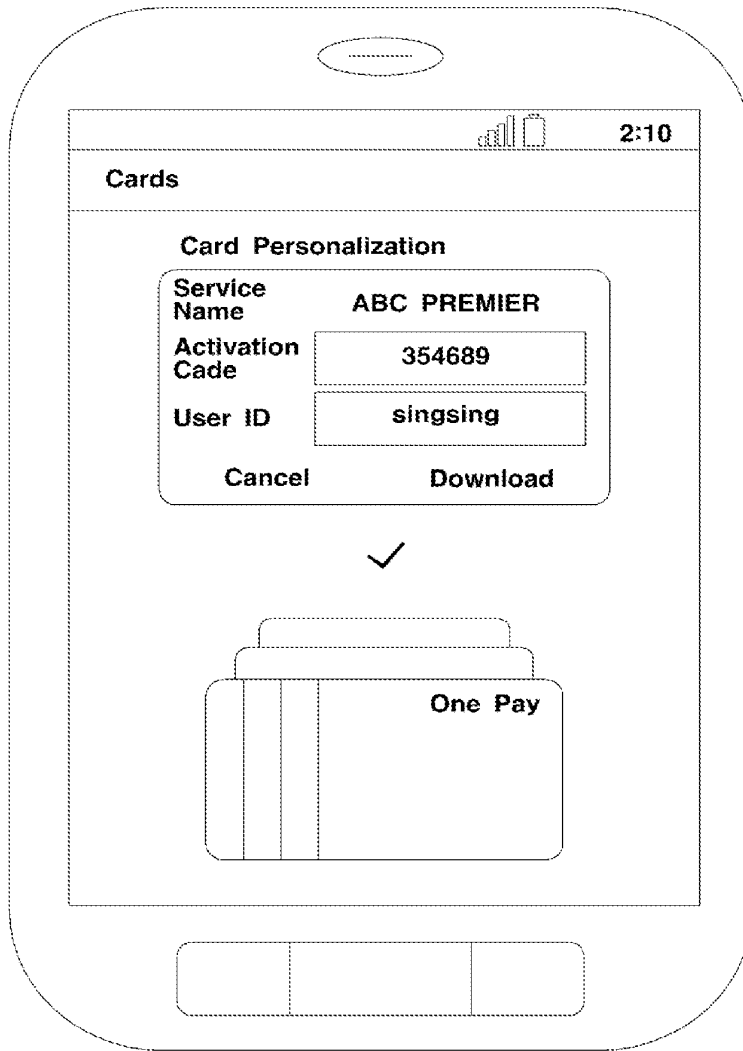 2:10
Cards
Card Personalization
Service
Name
ABC PREMIER
Activation
Cade
354689
User ID
singsing
Cancel Download
One Pay